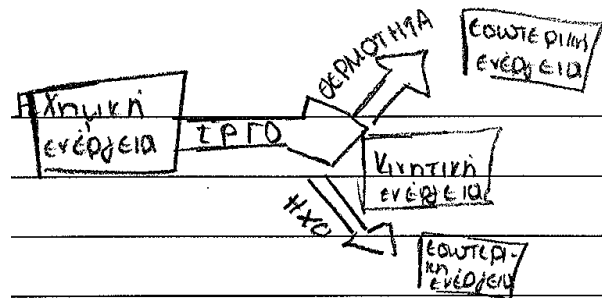 ΘΕΡΜΟΤΗΤΑ
εσωτερική
ενέργεια
Χημική
ενέργεια
ΕΡΓΟ
κινητική
ενέργεια
ΗΧΟ
εσωτερι-
κη
ενέργεια